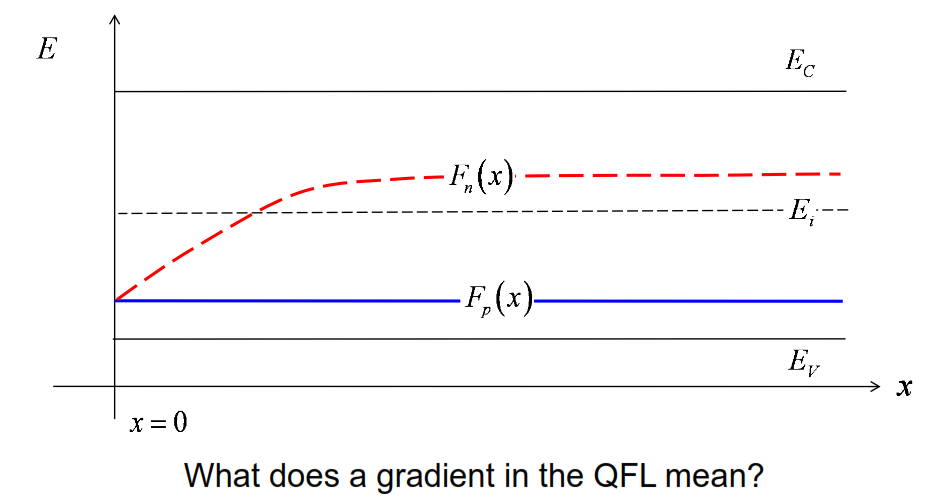 E
E_C
F_n(x)
E_i
F_p(x)
E_V
x
x = 0
What does a gradient in the QFL mean?